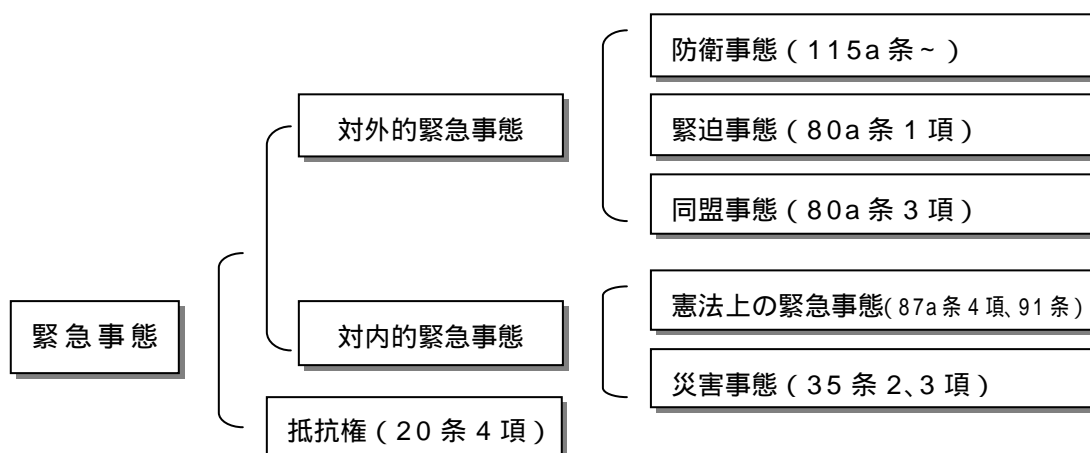 防衛事態(115a条~)
対外的緊急事態
緊迫事態(80a条1項)
同盟事態(80a条3項)
緊急事態
対内的緊急事態
憲法上の緊急事態(87a条4項、91条)
災害事態(35条2、3項)
抵抗権(20条4項)